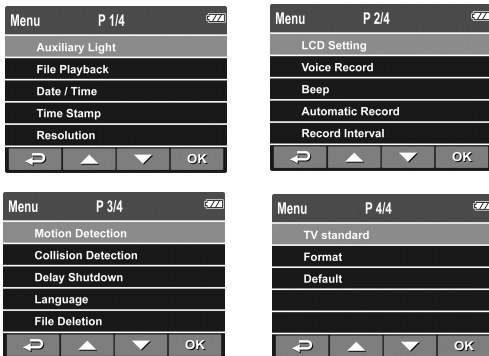 Menu P 1/4
Auxiliary Light
File Playback
Date / Time
Time Stamp
Resolution
OK
Menu P 2/4
LCD Setting
Voice Record
Beep
Automatic Record
Record Interval
OK
Menu P 3/4
Motion Detection
Collision Detection
Delay Shutdown
Language
File Deletion
OK
Menu P 4/4
TV standard
Format
Default
OK